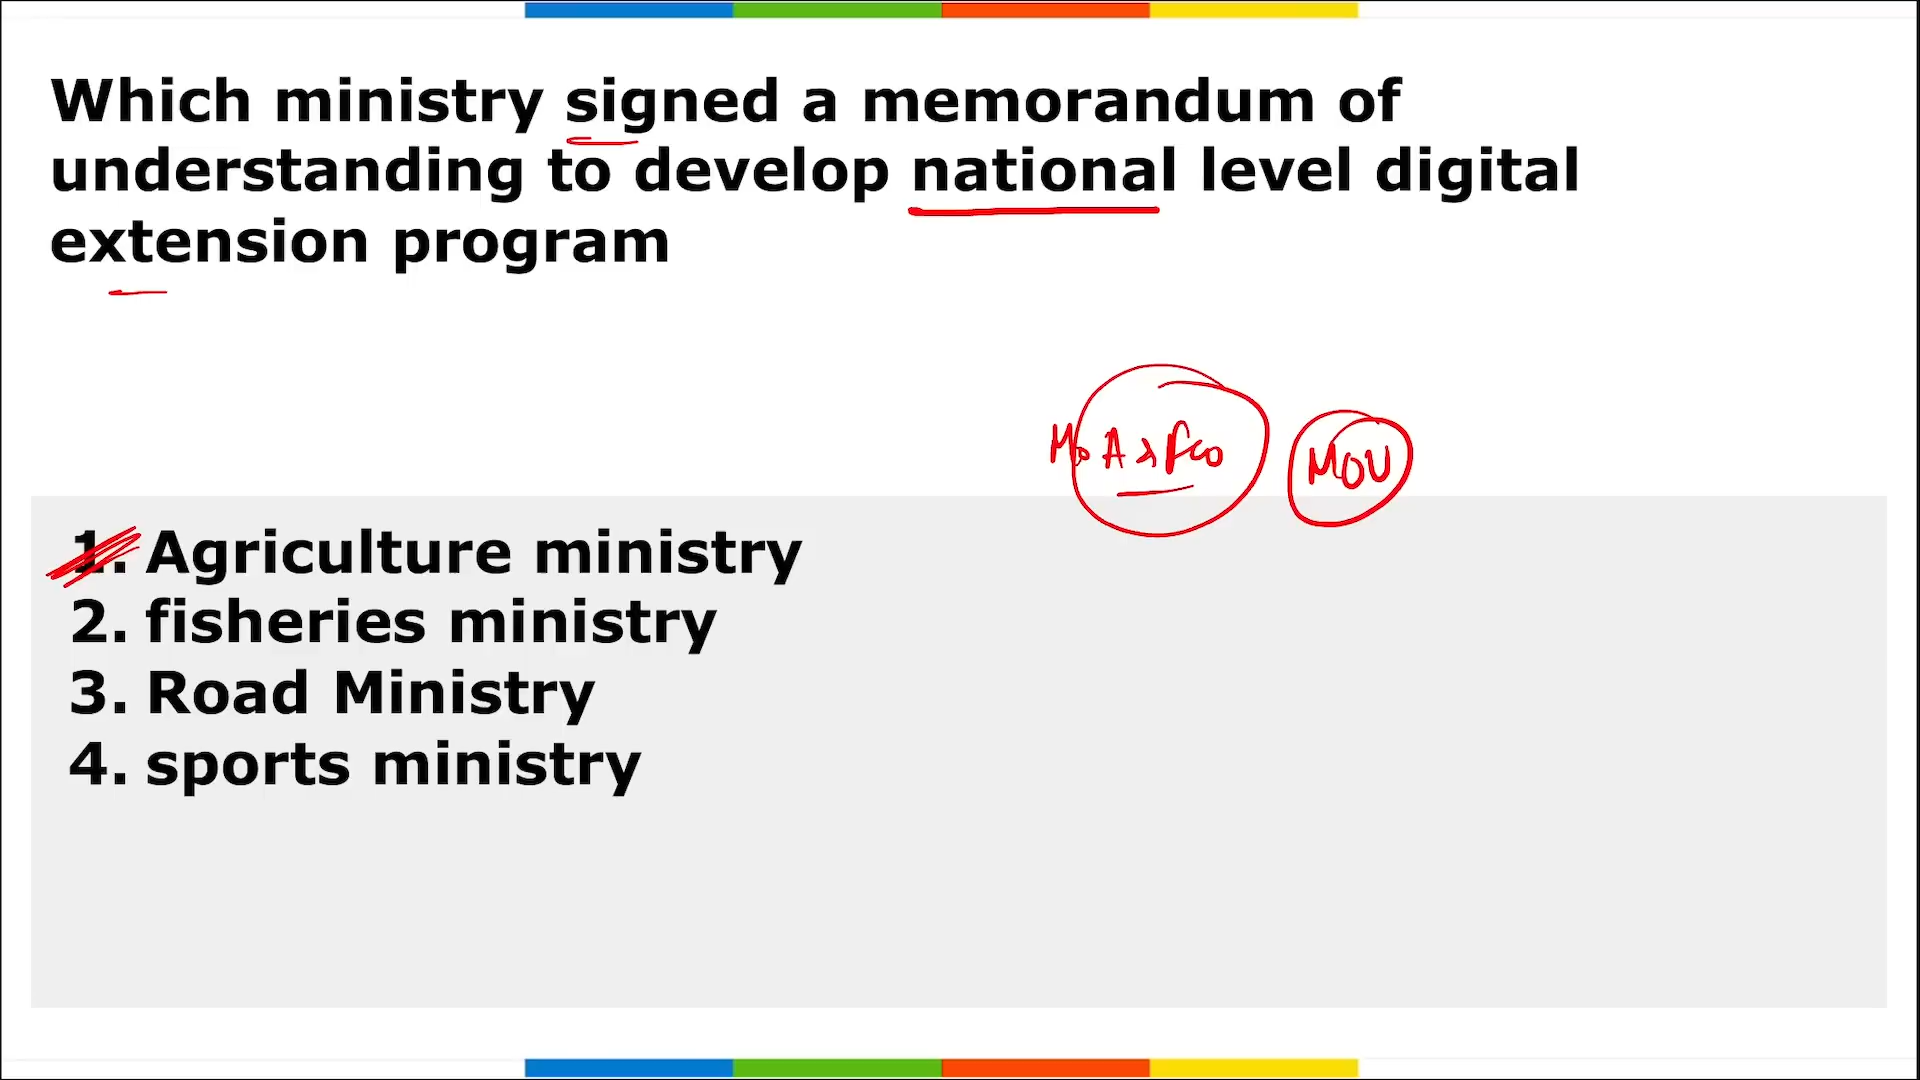 Which ministry signed a memorandum of
understanding to develop national level digital
extension program
MoA
MOU
1. Agriculture ministry
2. fisheries ministry
3. Road Ministry
4. sports ministry